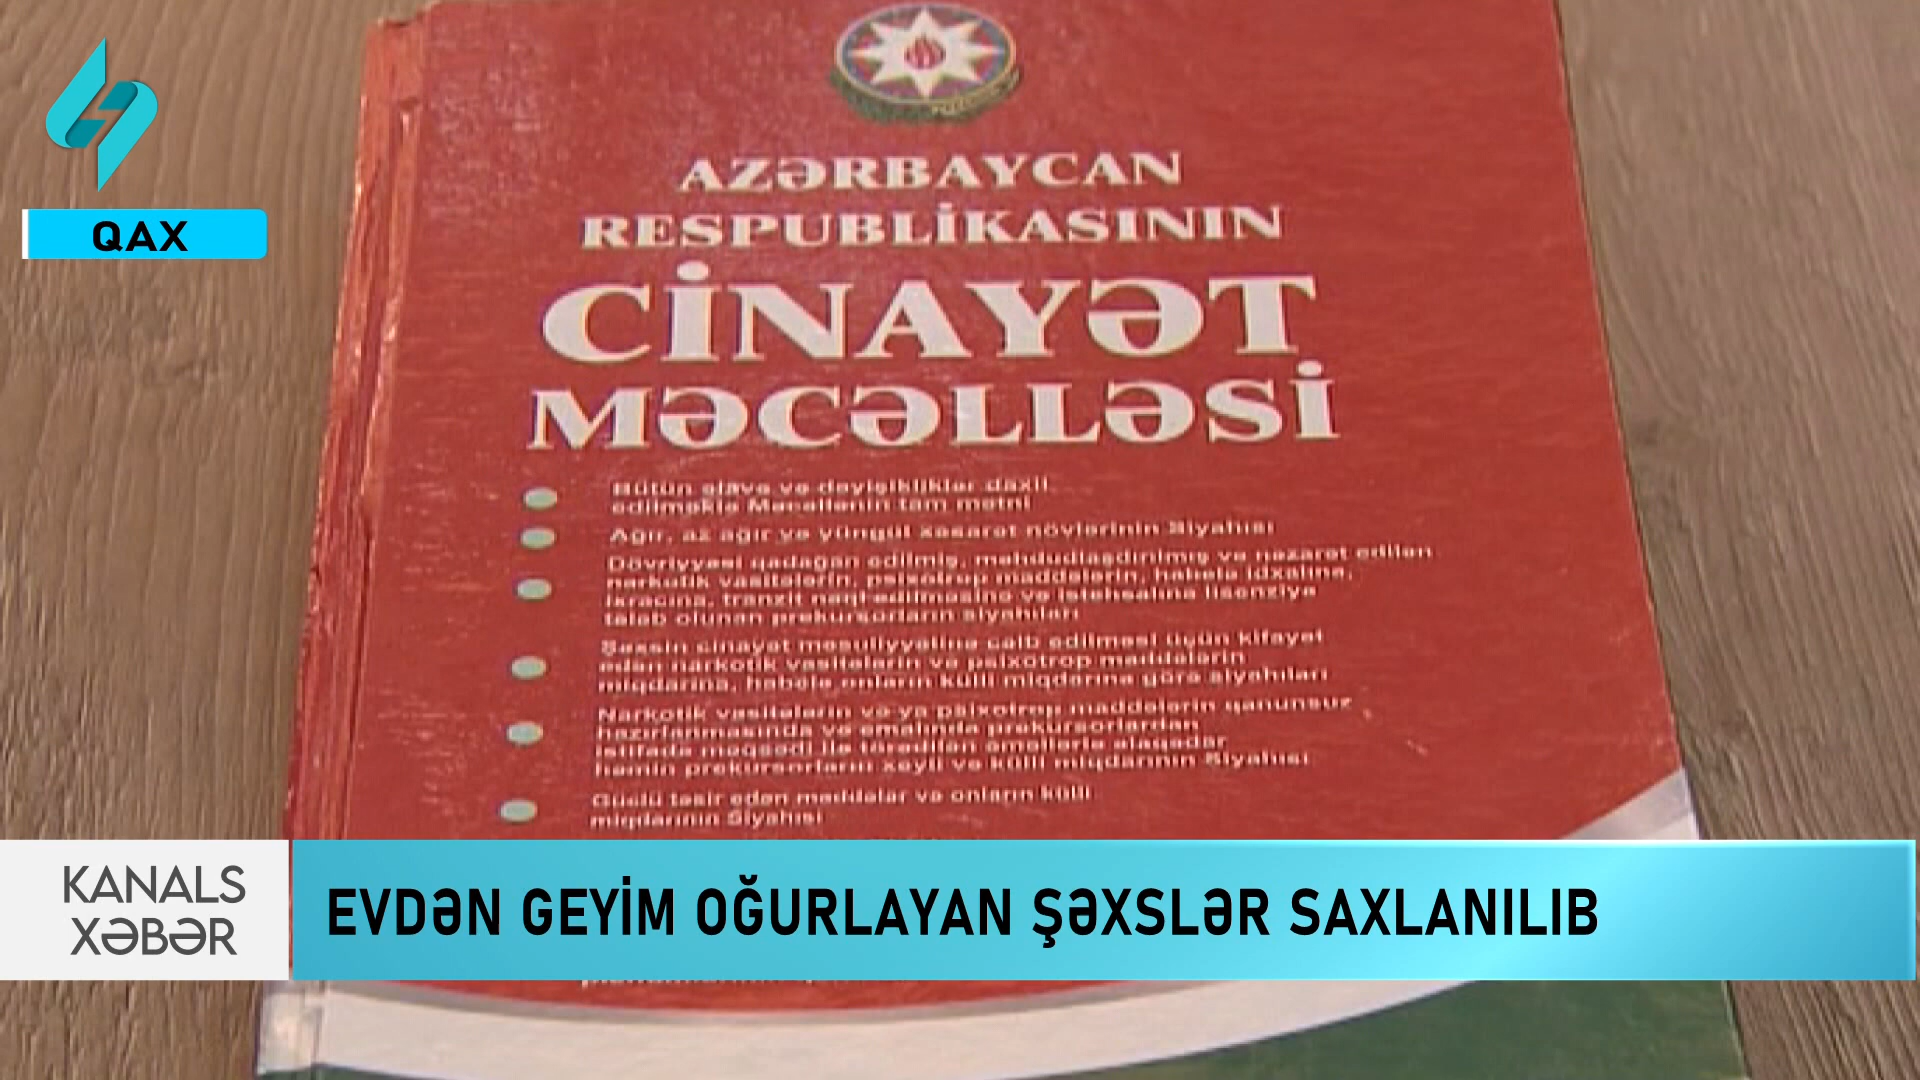 QAX
AZƏRBAYCAN
RESPUBLİKASININ
CİNAYƏT
MƏCƏLLƏSİ
Bütün əlavə və dəyişikliklər daxil
edilməklə Məcəllənin tam mətni
Ağır, az ağır və yüngül xəsarət növlərinin Siyahısı
Dövriyyəsi qadağan edilmiş, məhdudlaşdırılmış və nəzarət edilən
narkotik vasitələrin, psixotrop maddələrin, habelə idxalına,
ixracına, tranzit nəql edilməsinə və istehsalına lisenziya
tələb olunan prekursorların siyahıları
Şəxsin cinayət məsuliyyətinə cəlb edilməsi üçün kifayət
edən narkotik vasitələrin və psixotrop maddələrin
miqdarına, habelə onların külli miqdarına görə siyahıları
Narkotik vasitələrin və ya psixotrop maddələrin qanunsuz
hazırlanmasında və emalında prekursorlardan
istifadə məqsədi ilə törədilən əməllərlə əlaqədar
həmin prekursorların xeyli və külli miqdarının Siyahısı
Güclü təsir edən maddələr və onların külli
miqdarının Siyahısı
KANALS
XƏBƏR
EVDƏN GEYİM OĞURLAYAN ŞƏXSLƏR SAXLANILIB